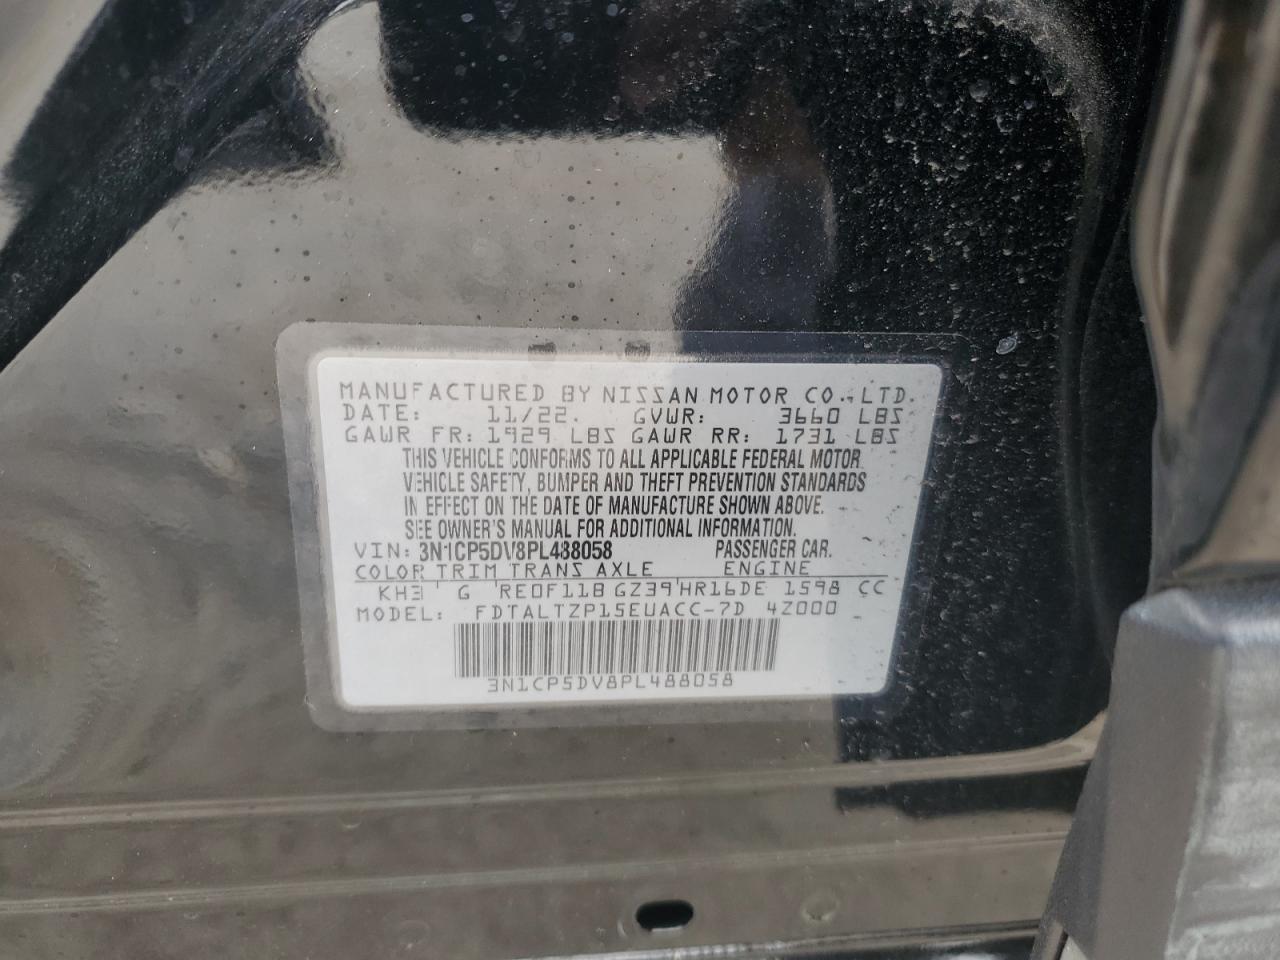 MANUFACTURED BY NISSAN MOTOR CO., LTD.
DATE: 11/22. GVWR: 3660 LBS
GAWR FR: 1929 LBS GAWR RR: 1731 LBS
THIS VEHICLE CONFORMS TO ALL APPLICABLE FEDERAL MOTOR
VEHICLE SAFETY, BUMPER AND THEFT PREVENTION STANDARDS
IN EFFECT ON THE DATE OF MANUFACTURE SHOWN ABOVE.
SEE OWNER'S MANUAL FOR ADDITIONAL INFORMATION.
VIN: 3N1CP5DV8PL488058 PASSENGER CAR.
COLOR TRIM TRANS AXLE ENGINE
KH3 G RE0F11B GZ39 HR16DE 1598 CC
MODEL: FDTALTZP15EUACC-7D 4Z000
3N1CP5DV8PL488058